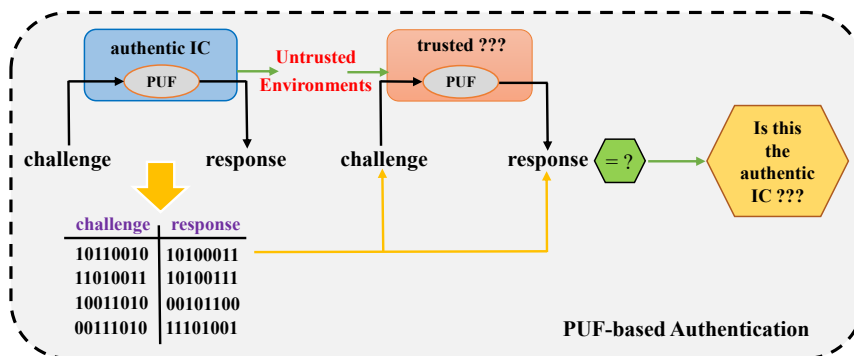 authentic IC
PUF
Untrusted
Environments
trusted ???
PUF
challenge
response
challenge
response
= ?
Is this
the
authentic
IC ???
challenge response
10110010 10100011
11010011 10100111
10011010 00101100
00111010 11101001
PUF-based Authentication